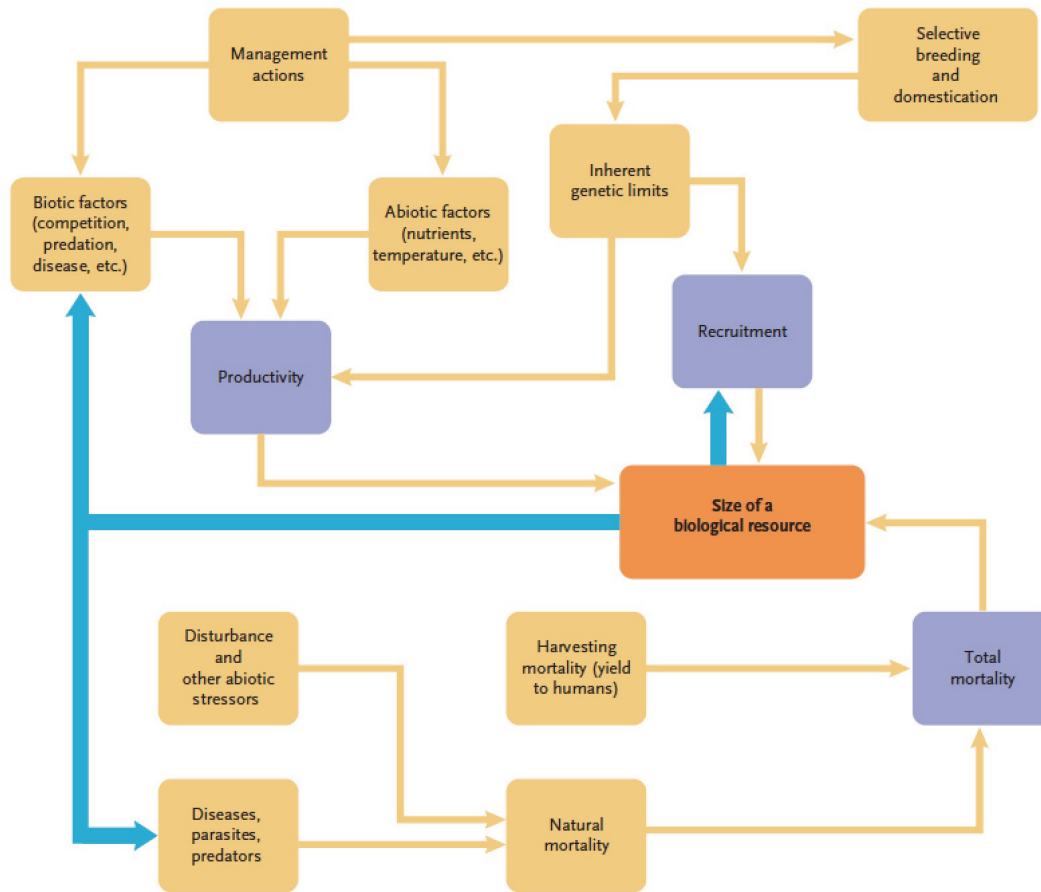 Management
actions
Selective
breeding
and
domestication
Inherent
genetic limits
Biotic factors
(competition,
predation,
disease, etc.)
Abiotic factors
(nutrients,
temperature, etc.)
Recruitment
Productivity
Size of a
biological resource
Disturbance
and
other abiotic
stressors
Harvesting
mortality (yield
to humans)
Total
mortality
Diseases,
parasites,
predators
Natural
mortality